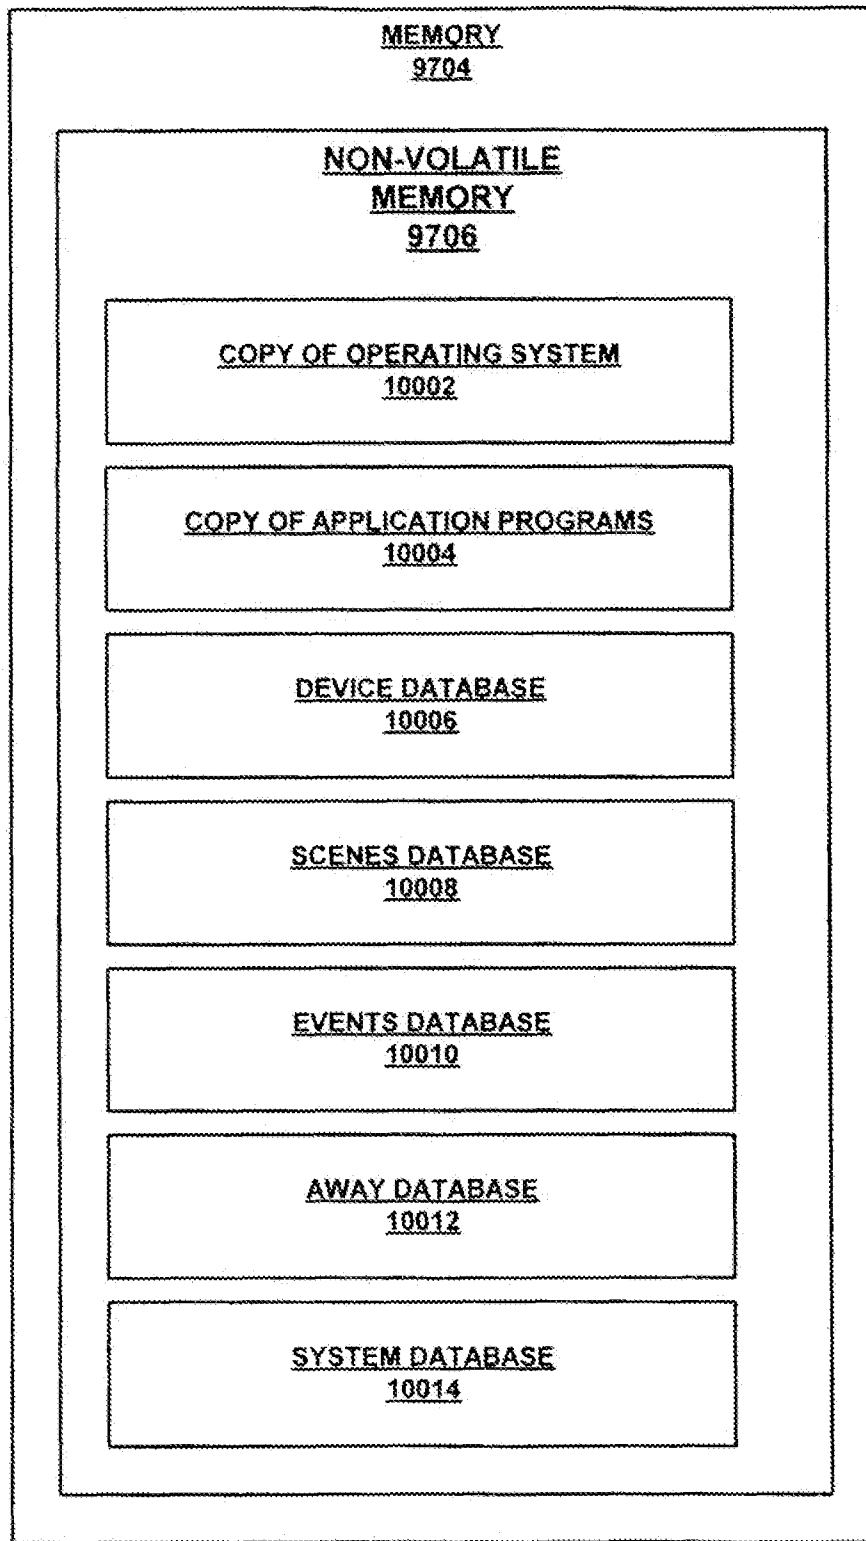 MEMORY
9704
NON-VOLATILE
MEMORY
9706
COPY OF OPERATING SYSTEM
10002
COPY OF APPLICATION PROGRAMS
10004
DEVICE DATABASE
10006
SCENES DATABASE
10008
EVENTS DATABASE
10010
AWAY DATABASE
10012
SYSTEM DATABASE
10014